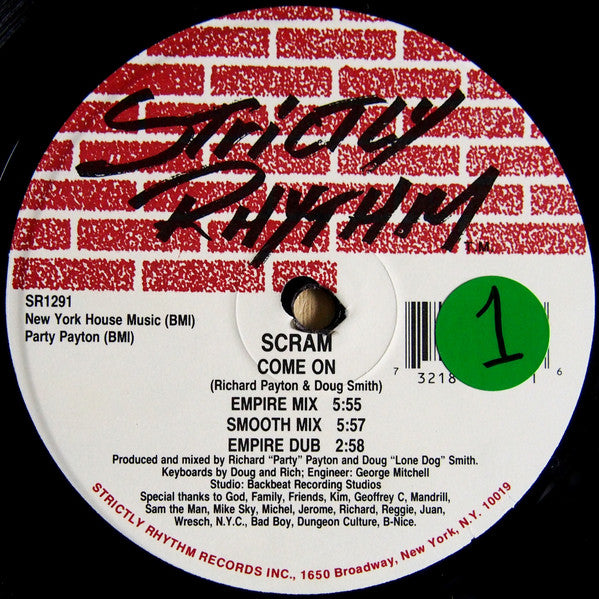 STRICTLY
RHYTHM
T.M.
SR1291
New York House Music (BMI)
Party Payton (BMI)
1
7 3218 6
SCRAM
COME ON
(Richard Payton & Doug Smith)
EMPIRE MIX 5:55
SMOOTH MIX 5:57
EMPIRE DUB 2:58
Produced and mixed by Richard "Party" Payton and Doug "Lone Dog" Smith.
Keyboards by Doug and Rich; Engineer: George Mitchell
Studio: Backbeat Recording Studios
Special thanks to God, Family, Friends, Kim, Geoffrey C, Mandrill,
Sam the Man, Mike Sky, Michel, Jerome, Richard, Reggie, Juan,
Wresch, N.Y.C., Bad Boy, Dungeon Culture, B-Nice.
STRICTLY RHYTHM RECORDS INC., 1650 Broadway, New York, N.Y. 10019